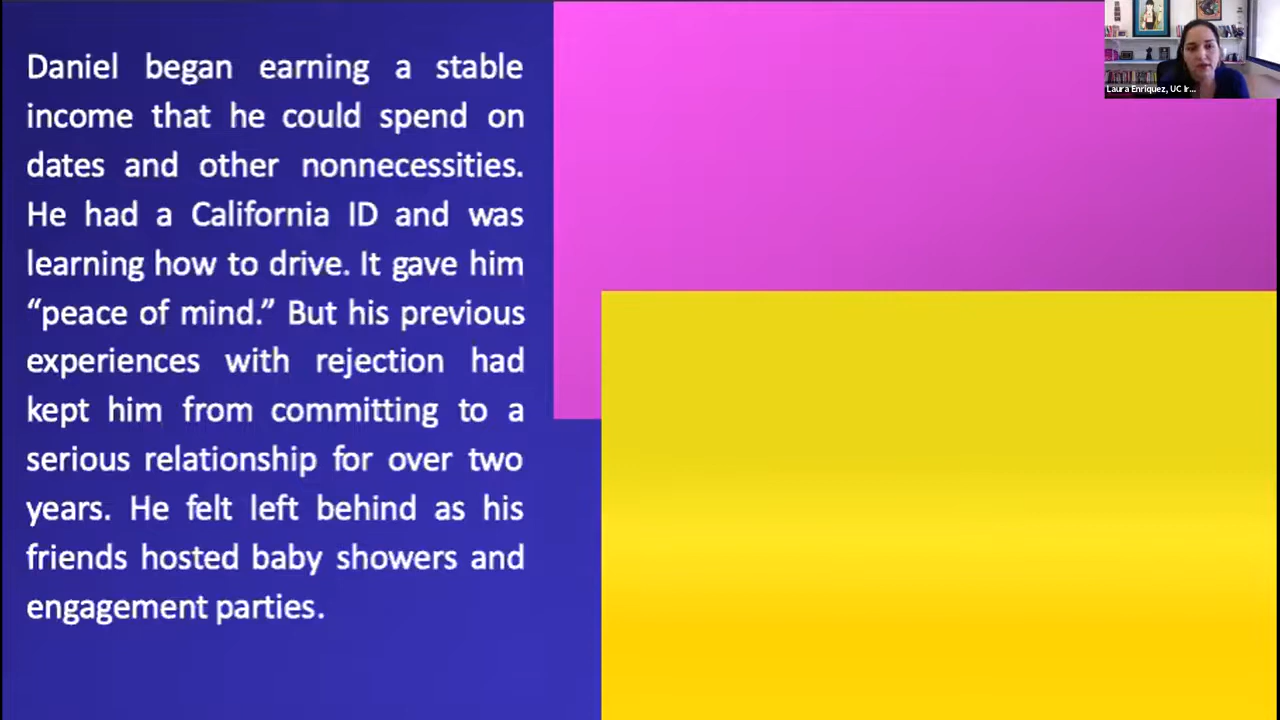 Daniel began earning a stable
income that he could spend on
dates and other nonnecessities.
He had a California ID and was
learning how to drive. It gave him
“peace of mind.” But his previous
experiences with rejection had
kept him from committing to a
serious relationship for over two
years. He felt left behind as his
friends hosted baby showers and
engagement parties.
Laura Enriquez, UC Ir...